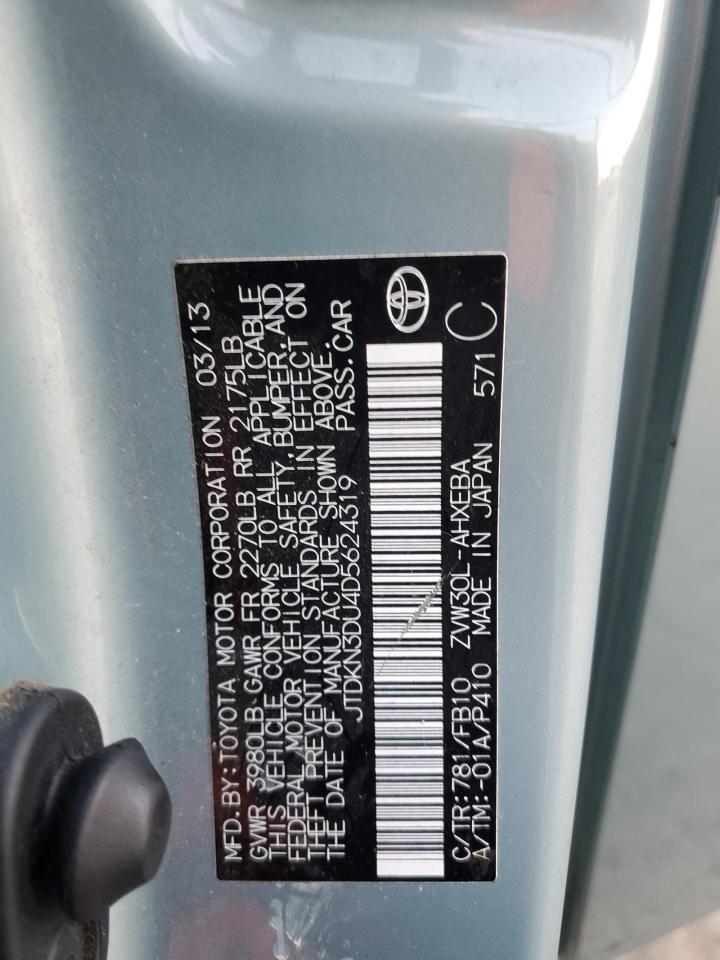 MFD. BY: TOYOTA MOTOR CORPORATION 03/13
GVWR 3980LB GAWR FR 2270LB RR 2175LB
THIS VEHICLE CONFORMS TO ALL APPLICABLE
FEDERAL MOTOR VEHICLE SAFETY, BUMPER, AND
THEFT PREVENTION STANDARDS IN EFFECT ON
THE DATE OF MANUFACTURE SHOWN ABOVE.
JTDKN3DU4D5624319 PASS. CAR
C/TR: 781/FB10 ZVW30L-AHXEBA
A/TM: -01A/P410 MADE IN JAPAN 571 C